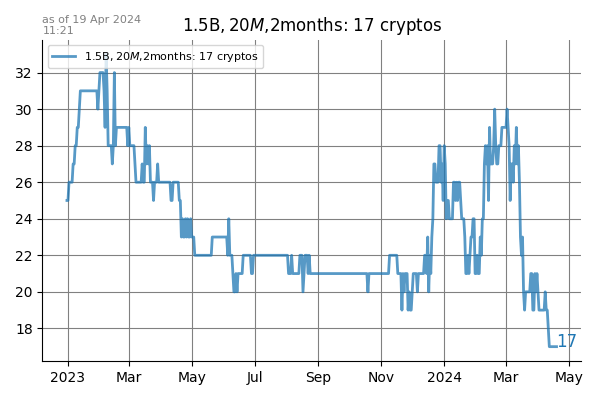 as of 19 Apr 2024
11:21
1.5B, 20M,2months: 17 cryptos
1.5B, 20M,2months: 17 cryptos
32
30
28
26
24
22
20
18
17
2023 Mar May Jul Sep Nov 2024 Mar May